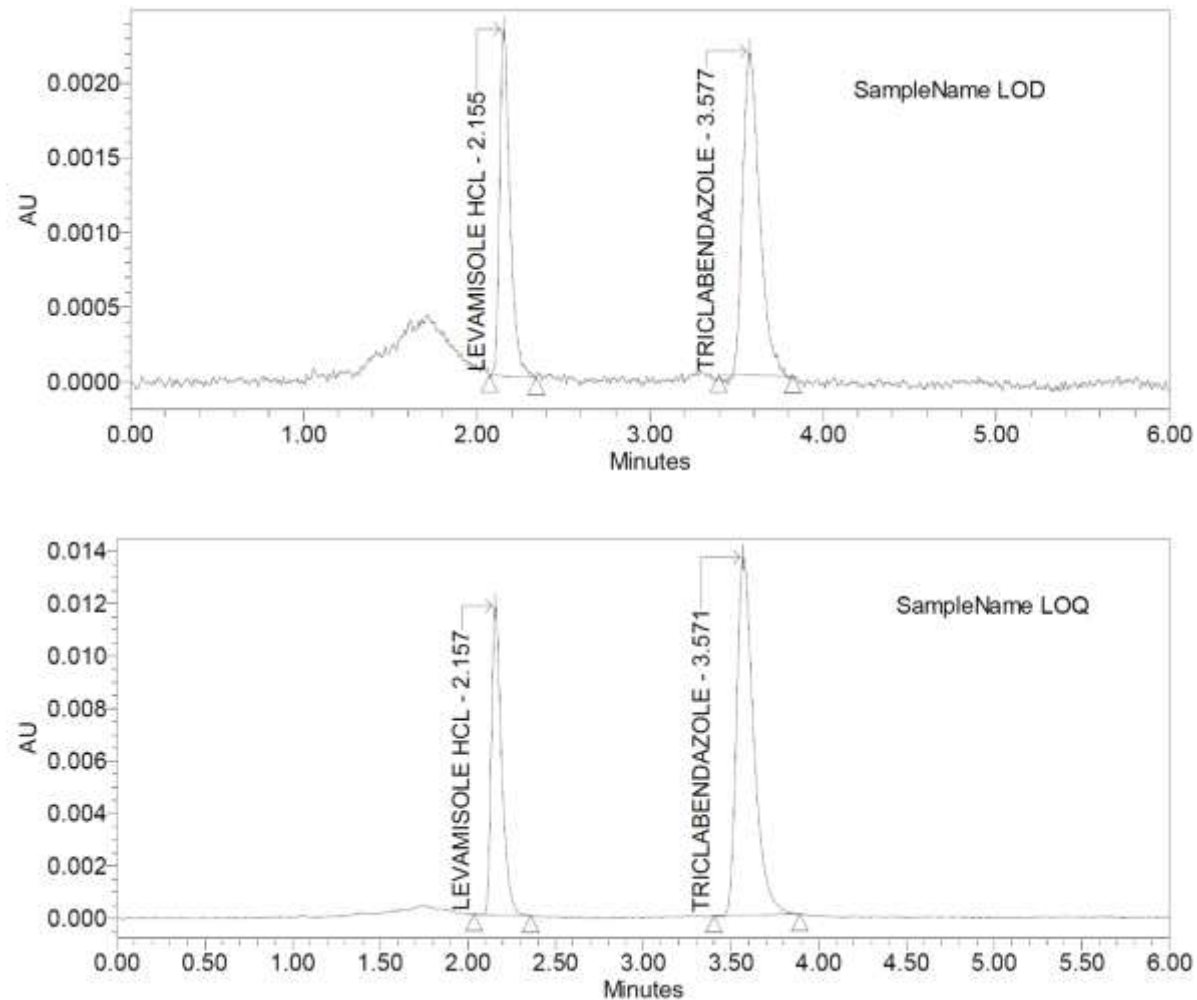 SampleName LOD
LEVAMISOLE HCL - 2.155
TRICLABENDAZOLE - 3.577
AU
0.0020
0.0015
0.0010
0.0005
0.0000
0.00 1.00 2.00 3.00 4.00 5.00 6.00
Minutes
SampleName LOQ
LEVAMISOLE HCL - 2.157
TRICLABENDAZOLE - 3.571
AU
0.014
0.012
0.010
0.008
0.006
0.004
0.002
0.000
0.00 0.50 1.00 1.50 2.00 2.50 3.00 3.50 4.00 4.50 5.00 5.50 6.00
Minutes